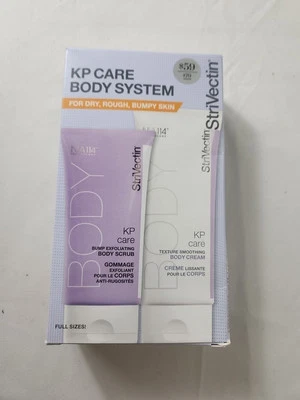 KP CARE
BODY SYSTEM
FOR DRY, ROUGH, BUMPY SKIN
$59
StriVectin
StriVectin
BODY
KP
care
BUMP EXFOLIATING
BODY SCRUB
GOMMAGE
EXFOLIANT
POUR LE CORPS
ANTI-RUGOSITÉS
StriVectin
BODY
KP
care
TEXTURE SMOOTHING
BODY CREAM
CRÈME LISSANTE
POUR LE CORPS
FULL SIZES!